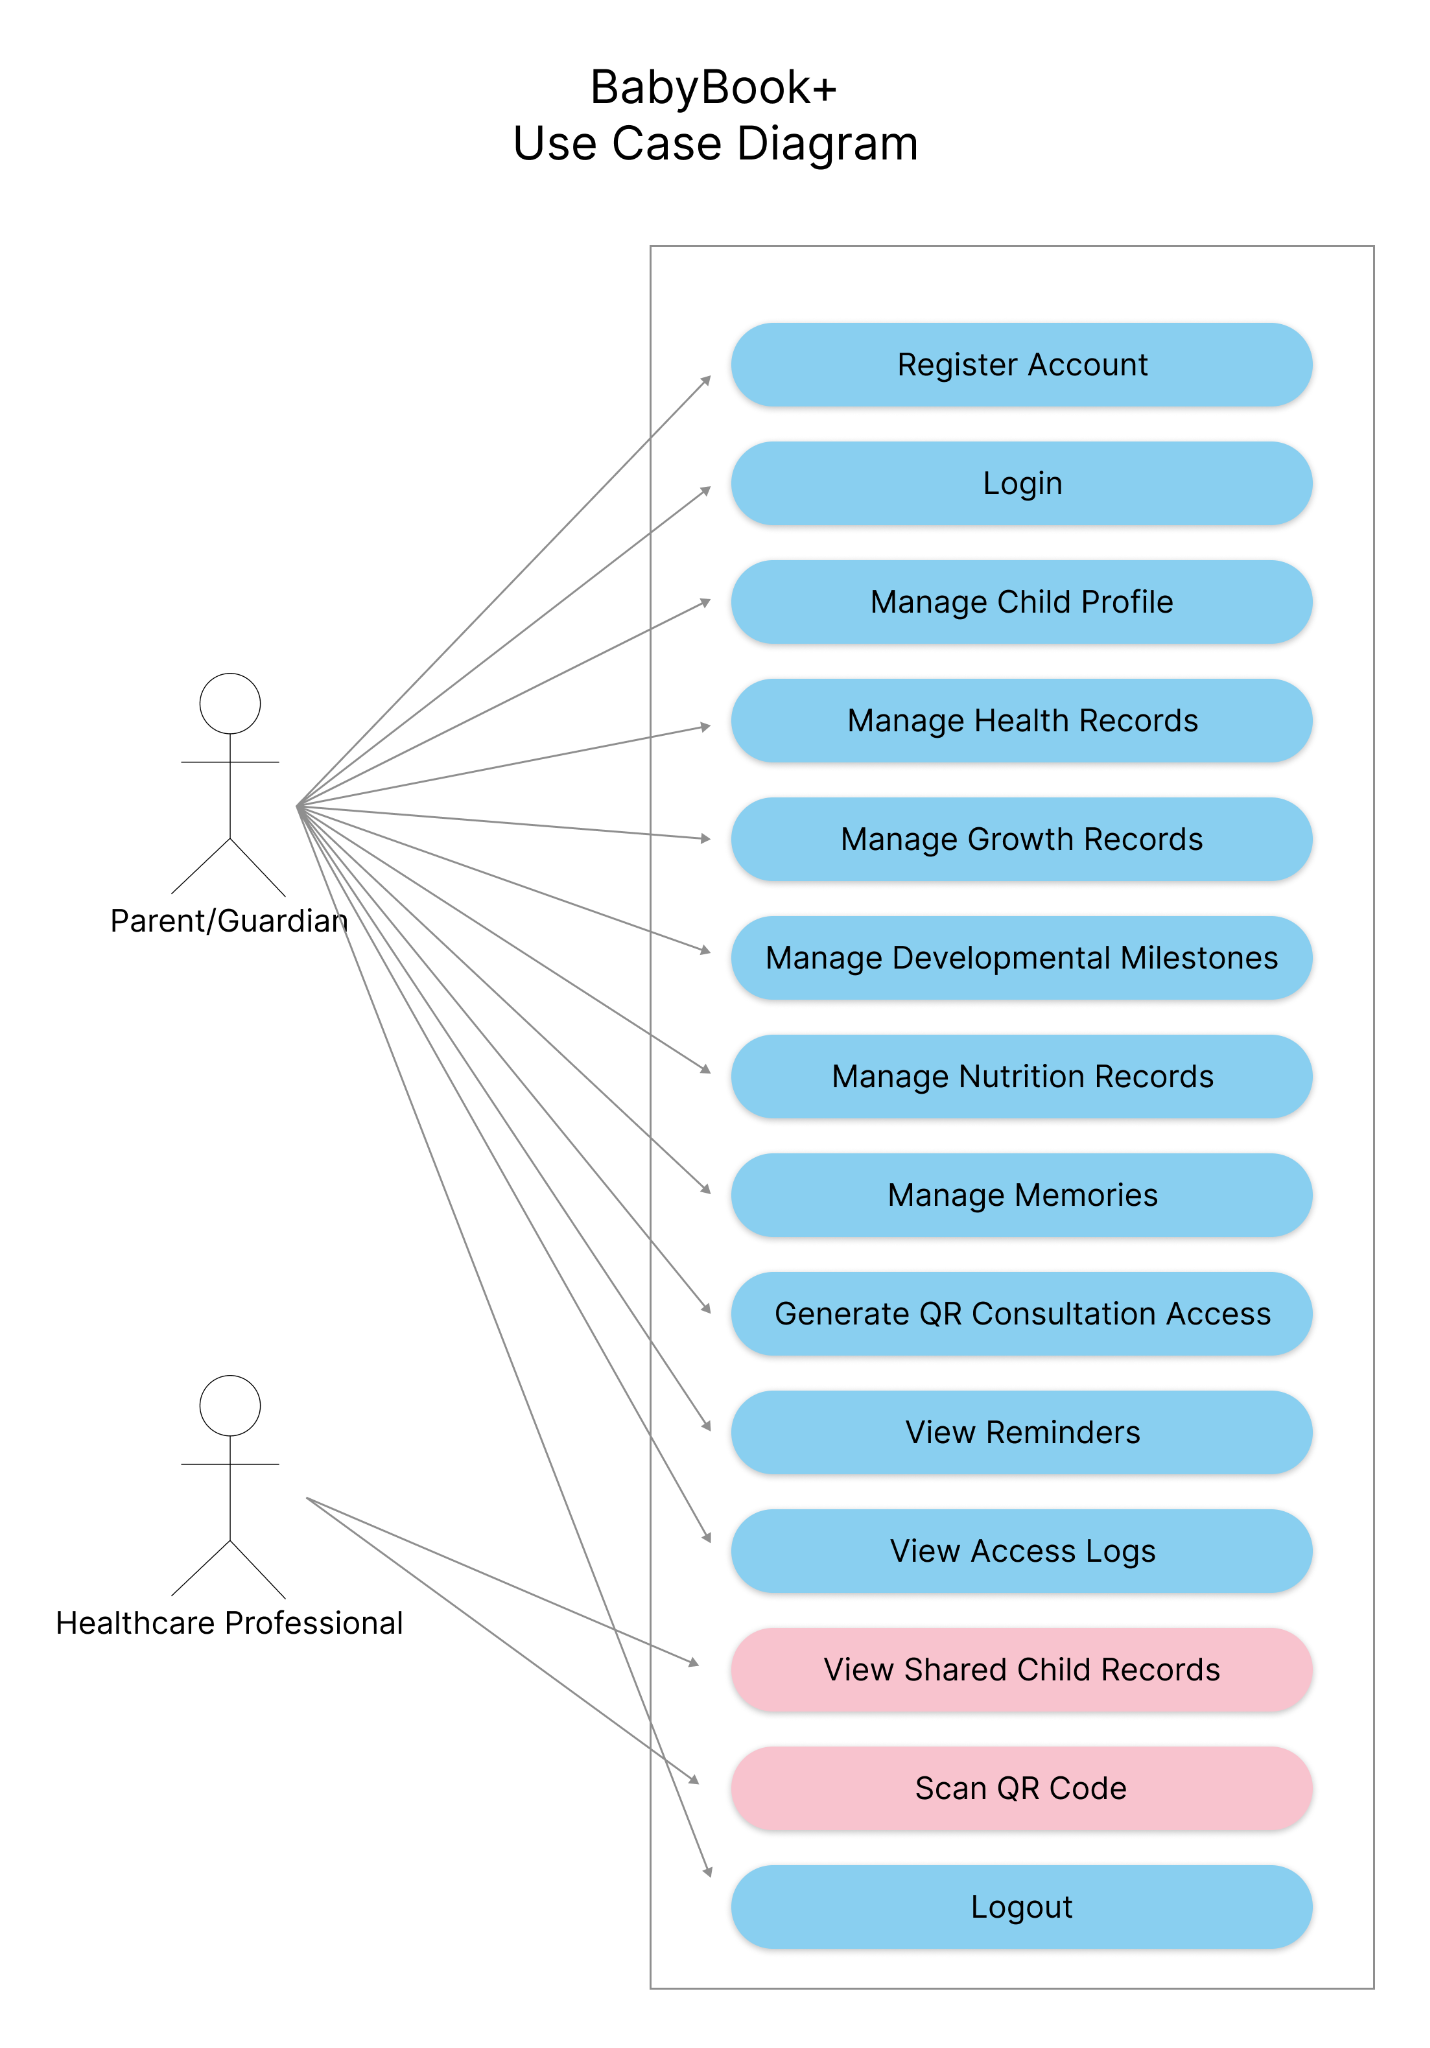 BabyBook+
Use Case Diagram
Register Account
Login
Manage Child Profile
Manage Health Records
Manage Growth Records
Parent/Guardian
Manage Developmental Milestones
Manage Nutrition Records
Manage Memories
Generate QR Consultation Access
View Reminders
View Access Logs
Healthcare Professional
View Shared Child Records
Scan QR Code
Logout